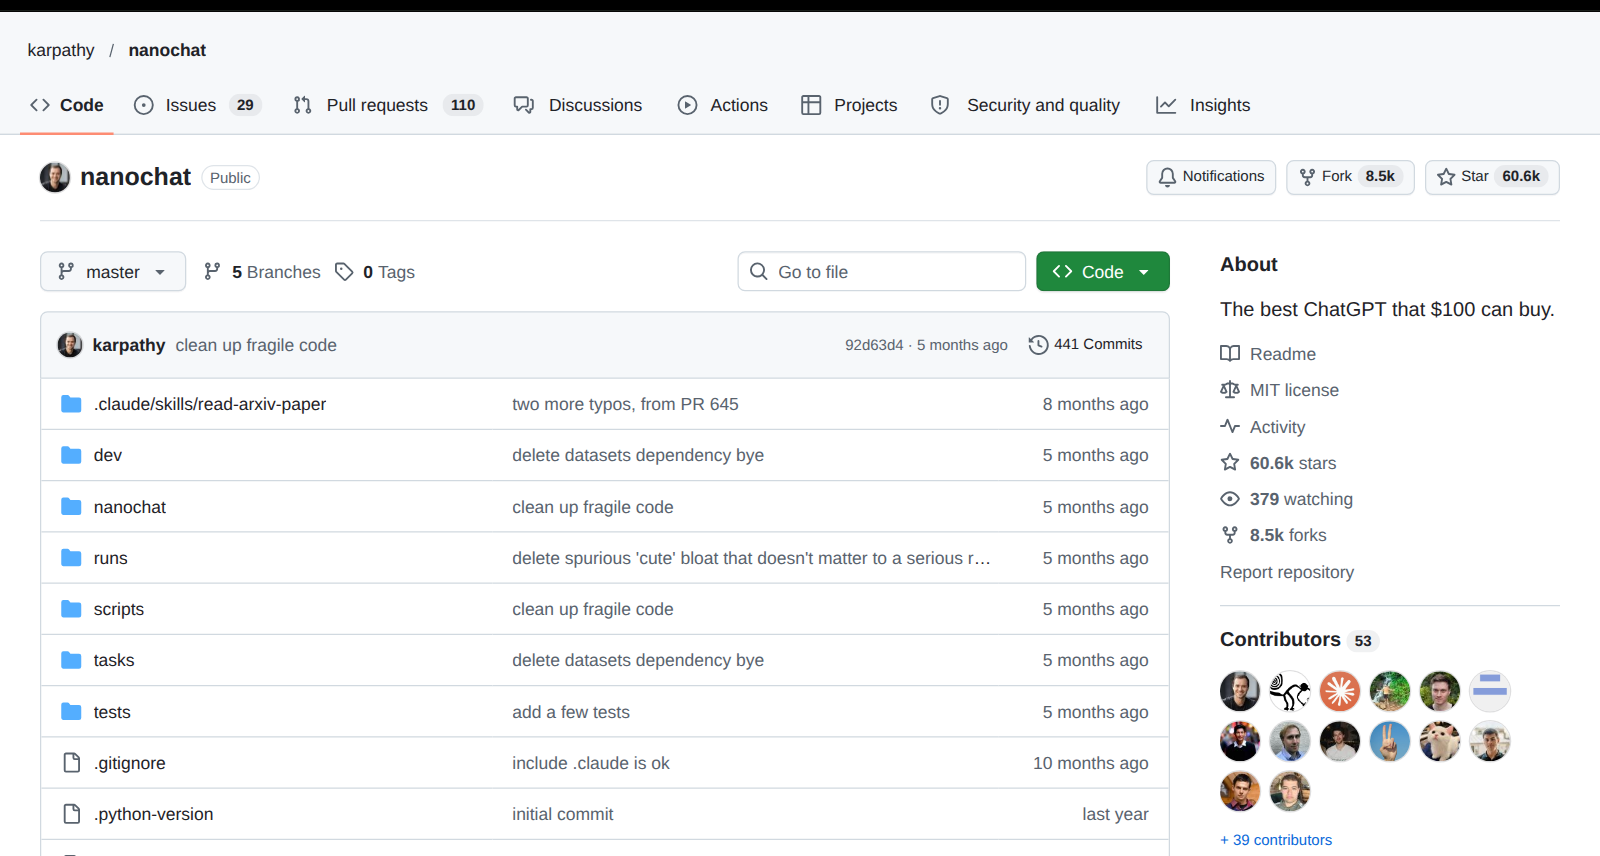 karpathy / nanochat
Code Issues 29 Pull requests 110 Discussions Actions Projects Security and quality Insights
nanochat Public Notifications Fork 8.5k Star 60.6k
master 5 Branches 0 Tags Go to file Code
karpathy clean up fragile code 92d63d4 · 5 months ago 441 Commits
.claude/skills/read-arxiv-paper two more typos, from PR 645 8 months ago
dev delete datasets dependency bye 5 months ago
nanochat clean up fragile code 5 months ago
runs delete spurious 'cute' bloat that doesn't matter to a serious r… 5 months ago
scripts clean up fragile code 5 months ago
tasks delete datasets dependency bye 5 months ago
tests add a few tests 5 months ago
.gitignore include .claude is ok 10 months ago
.python-version initial commit last year
About
The best ChatGPT that $100 can buy.
Readme
MIT license
Activity
60.6k stars
379 watching
8.5k forks
Report repository
Contributors 53
+ 39 contributors